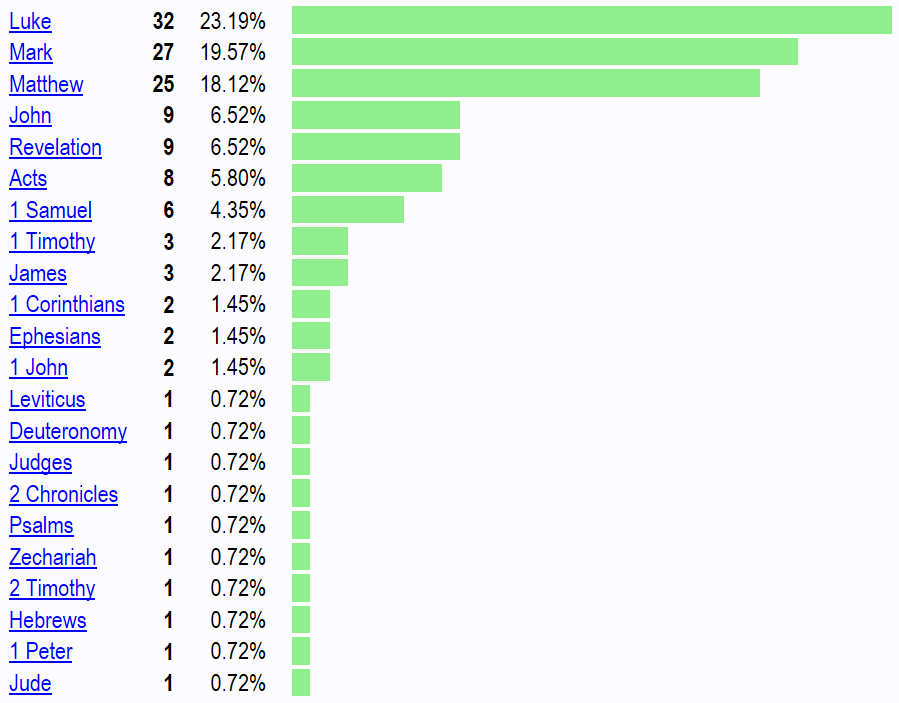 Luke 32 23.19%
Mark 27 19.57%
Matthew 25 18.12%
John 9 6.52%
Revelation 9 6.52%
Acts 8 5.80%
1 Samuel 6 4.35%
1 Timothy 3 2.17%
James 3 2.17%
1 Corinthians 2 1.45%
Ephesians 2 1.45%
1 John 2 1.45%
Leviticus 1 0.72%
Deuteronomy 1 0.72%
Judges 1 0.72%
2 Chronicles 1 0.72%
Psalms 1 0.72%
Zechariah 1 0.72%
2 Timothy 1 0.72%
Hebrews 1 0.72%
1 Peter 1 0.72%
Jude 1 0.72%